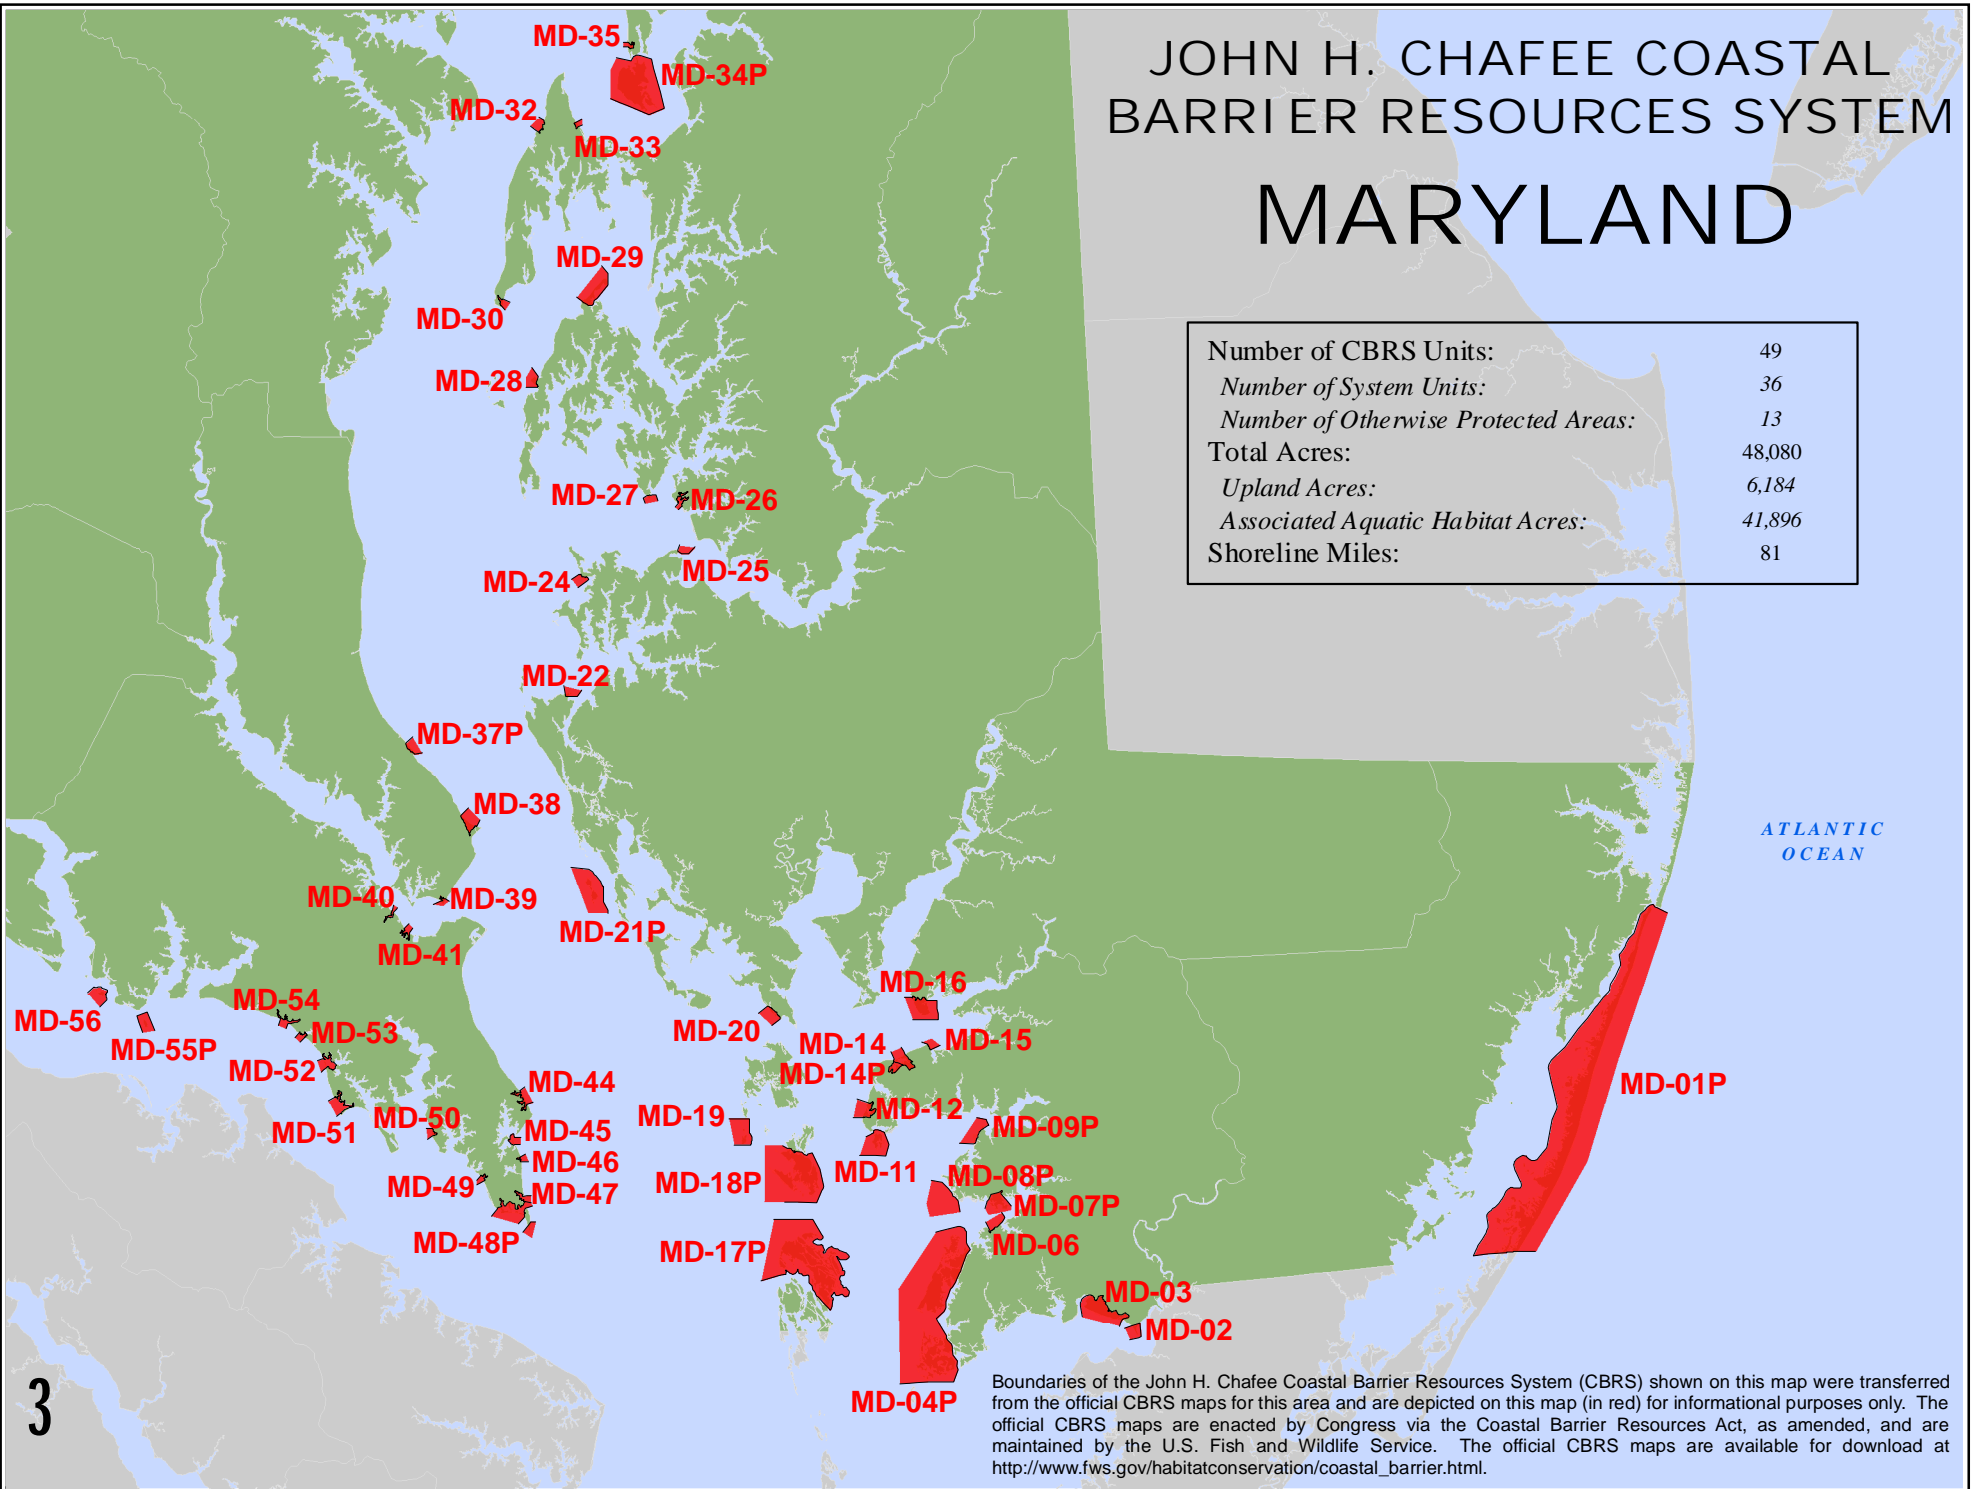 JOHN H. CHAFEE COASTAL
BARRIER RESOURCES SYSTEM
MARYLAND
Number of CBRS Units: 49
Number of System Units: 36
Number of Otherwise Protected Areas: 13
Total Acres: 48,080
Upland Acres: 6,184
Associated Aquatic Habitat Acres: 41,896
Shoreline Miles: 81
MD-35
MD-34P
MD-32
MD-33
MD-29
MD-30
MD-28
MD-27
MD-26
MD-25
MD-24
MD-22
MD-37P
MD-38
MD-40
MD-39
MD-41
MD-21P
MD-56
MD-55P
MD-54
MD-53
MD-52
MD-51
MD-50
MD-49
MD-48P
MD-44
MD-45
MD-46
MD-47
MD-20
MD-19
MD-18P
MD-17P
MD-16
MD-15
MD-14
MD-14P
MD-12
MD-11
MD-09P
MD-08P
MD-07P
MD-06
MD-04P
MD-03
MD-02
MD-01P
ATLANTIC
OCEAN
3
Boundaries of the John H. Chafee Coastal Barrier Resources System (CBRS) shown on this map were transferred
from the official CBRS maps for this area and are depicted on this map (in red) for informational purposes only. The
official CBRS maps are enacted by Congress via the Coastal Barrier Resources Act, as amended, and are
maintained by the U.S. Fish and Wildlife Service. The official CBRS maps are available for download at
http://www.fws.gov/habitatconservation/coastal_barrier.html.